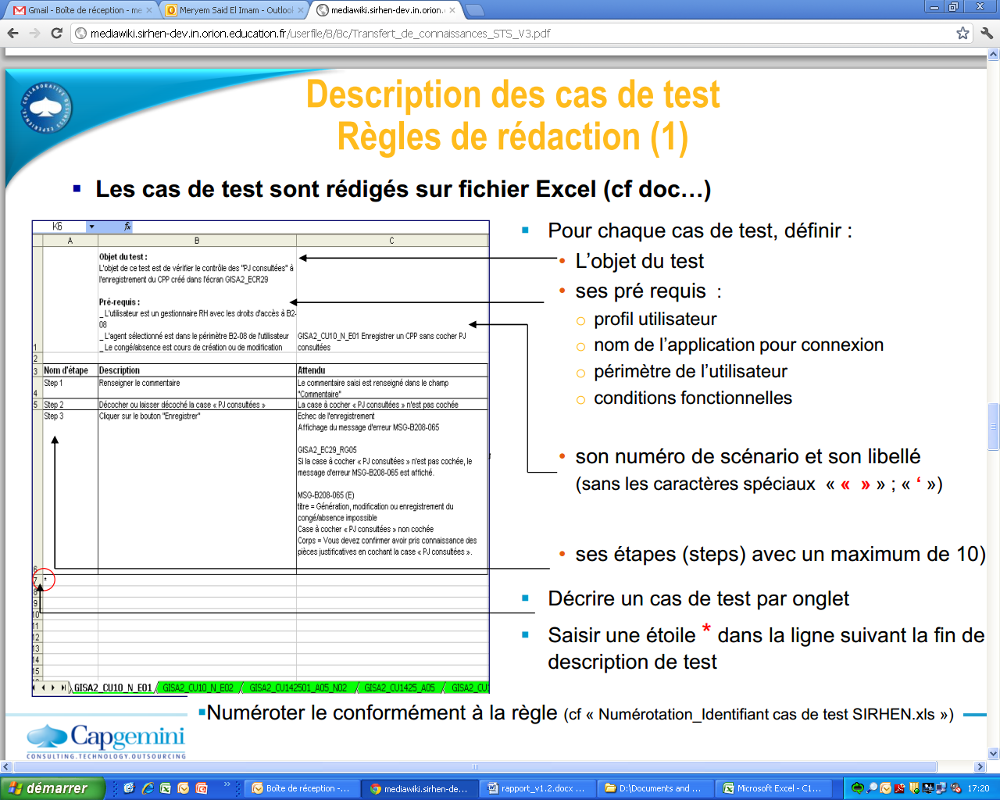 Gmail - Boîte de réception - me
Meryem Said El Imam - Outlool
mediawiki.sirhen-dev.in.orion.
mediawiki.sirhen-dev.in.orion.education.fr/userfile/8/8c/Transfert_de_connaissances_STS_V3.pdf
COLLABORATIVE BUSINESS EXPERIENCE
Description des cas de test
Règles de rédaction (1)
Les cas de test sont rédigés sur fichier Excel (cf doc…)
K6
fx
A B C
Objet du test :
L'objet de ce test est de vérifier le contrôle des "PJ consultées" à
l'enregistrement du CPP créé dans l'écran GISA2_ECR29
Pré-requis :
_ L'utilisateur est un gestionnaire RH avec les droits d'accès à B2-
08
_ L'agent sélectionné est dans le périmètre B2-08 de l'utilisateur
_ Le congé/absence est cours de création ou de modification
GISA2_CU10_N_E01 Enregistrer un CPP sans cocher PJ
consultées
1
2
3 Nom d'étape Description Attendu
Step 1 Renseigner le commentaire Le commentaire saisi est renseigné dans le champ
4 "Commentaire"
5 Step 2 Décocher ou laisser décoché la case « PJ consultées » La case à cocher « PJ consultées » n'est pas cochée
Step 3 Cliquer sur le bouton "Enregistrer" Echec de l'enregistrement
Affichage du message d'erreur MSG-B208-065
GISA2_EC29_RG05
Si la case à cocher « PJ consultées » n'est pas cochée, le
message d'erreur MSG-B208-065 est affiché.
MSG-B208-065 (E)
titre = Génération, modification ou enregistrement du
congé/absence impossible
Case à cocher « PJ consultées » non cochée
Corps = Vous devez confirmer avoir pris connaissance des
pièces justificatives en cochant la case « PJ consultées ».
6
7 *
8
9
10
11
12
13
14
15
GISA2_CU10_N_E01 GISA2_CU10_N_E02 GISA2_CU142501_A05_N02 GISA2_CU1425_A05 GISA2_CU1
Pour chaque cas de test, définir :
L’objet du test
ses pré requis :
profil utilisateur
nom de l’application pour connexion
périmètre de l’utilisateur
conditions fonctionnelles
son numéro de scénario et son libellé
(sans les caractères spéciaux « « » » ; « ‘ »)
ses étapes (steps) avec un maximum de 10)
Décrire un cas de test par onglet
Saisir une étoile * dans la ligne suivant la fin de
description de test
Numéroter le conformément à la règle (cf « Numérotation_Identifiant cas de test SIRHEN.xls »)
Capgemini
CONSULTING.TECHNOLOGY.OUTSOURCING
démarrer
»
Boîte de réception -...
mediawiki.sirhen-de...
rapport_v1.2.docx ...
D:\Documents and ...
Microsoft Excel - C1...
17:20